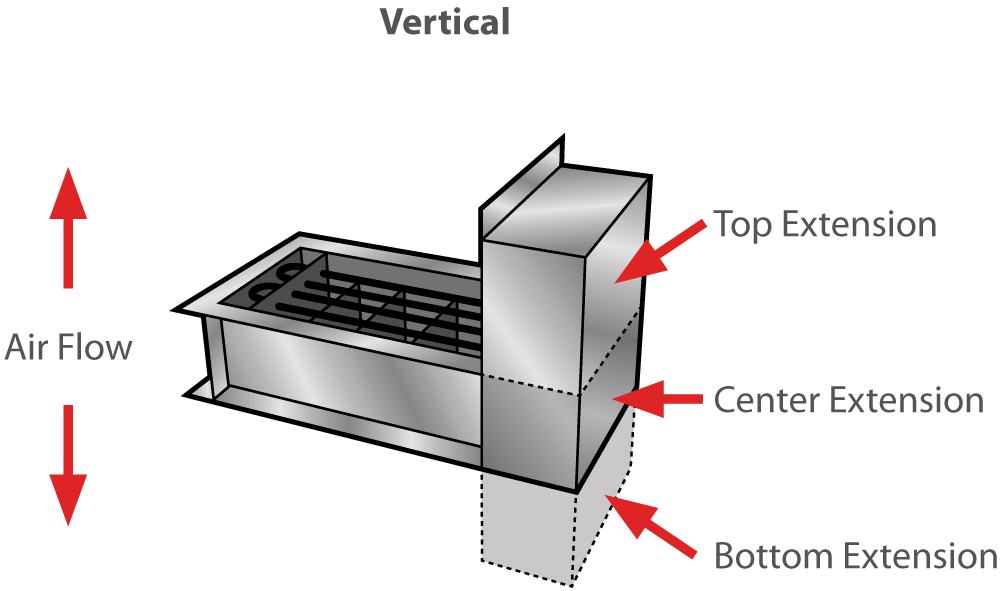 Vertical
Top Extension
Air Flow
Center Extension
Bottom Extension